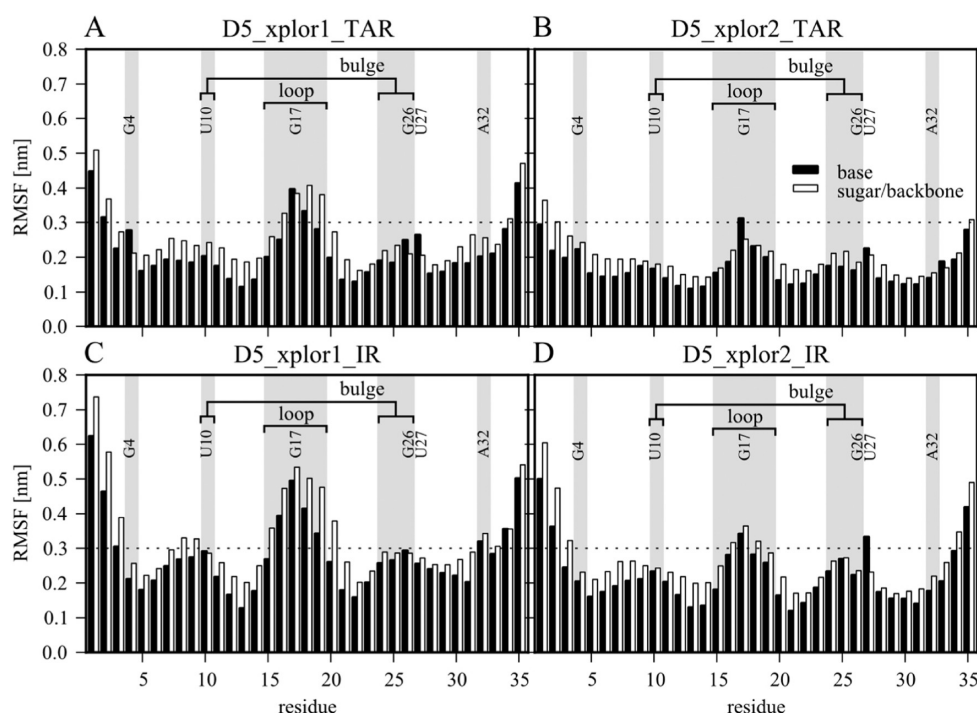 A D5_xplor1_TAR B D5_xplor2_TAR
0.8
0.7
0.6
0.5
0.4
0.3
0.2
0.1
0.0
RMSF [nm]
bulge
loop
G4
U10
G17
G26
U27
A32
bulge
loop
G4
U10
G17
G26
U27
A32
base
sugar/backbone
C D5_xplor1_IR D D5_xplor2_IR
0.8
0.7
0.6
0.5
0.4
0.3
0.2
0.1
0.0
RMSF [nm]
bulge
loop
G4
U10
G17
G26
U27
A32
bulge
loop
G4
U10
G17
G26
U27
A32
5 10 15 20 25 30 35 5 10 15 20 25 30 35
residue residue